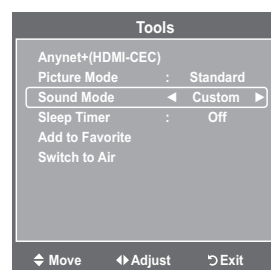 Tools
Anynet+(HDMI-CEC)
Picture Mode : Standard
Sound Mode ◄ Custom ►
Sleep Timer : Off
Add to Favorite
Switch to Air
Move Adjust Exit